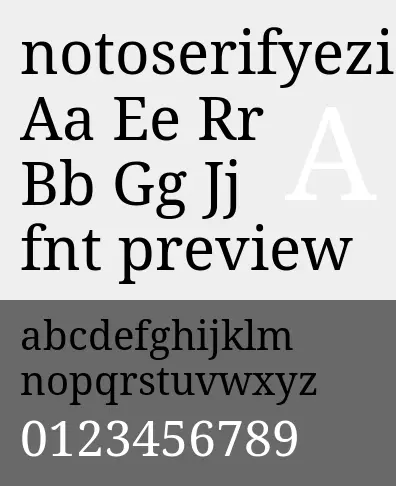 notoserifyezi
Aa Ee Rr
A
Bb Gg Jj
fnt preview
abcdefghijklm
nopqrstuvwxyz
0123456789